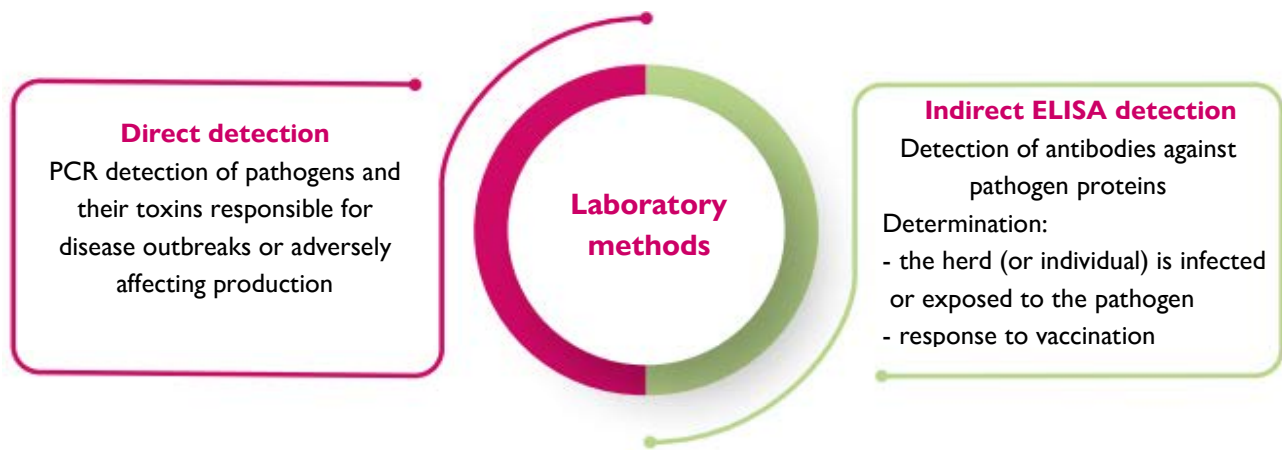 Direct detection
PCR detection of pathogens and
their toxins responsible for
disease outbreaks or adversely
affecting production
Laboratory
methods
Indirect ELISA detection
Detection of antibodies against
pathogen proteins
Determination:
- the herd (or individual) is infected
or exposed to the pathogen
- response to vaccination